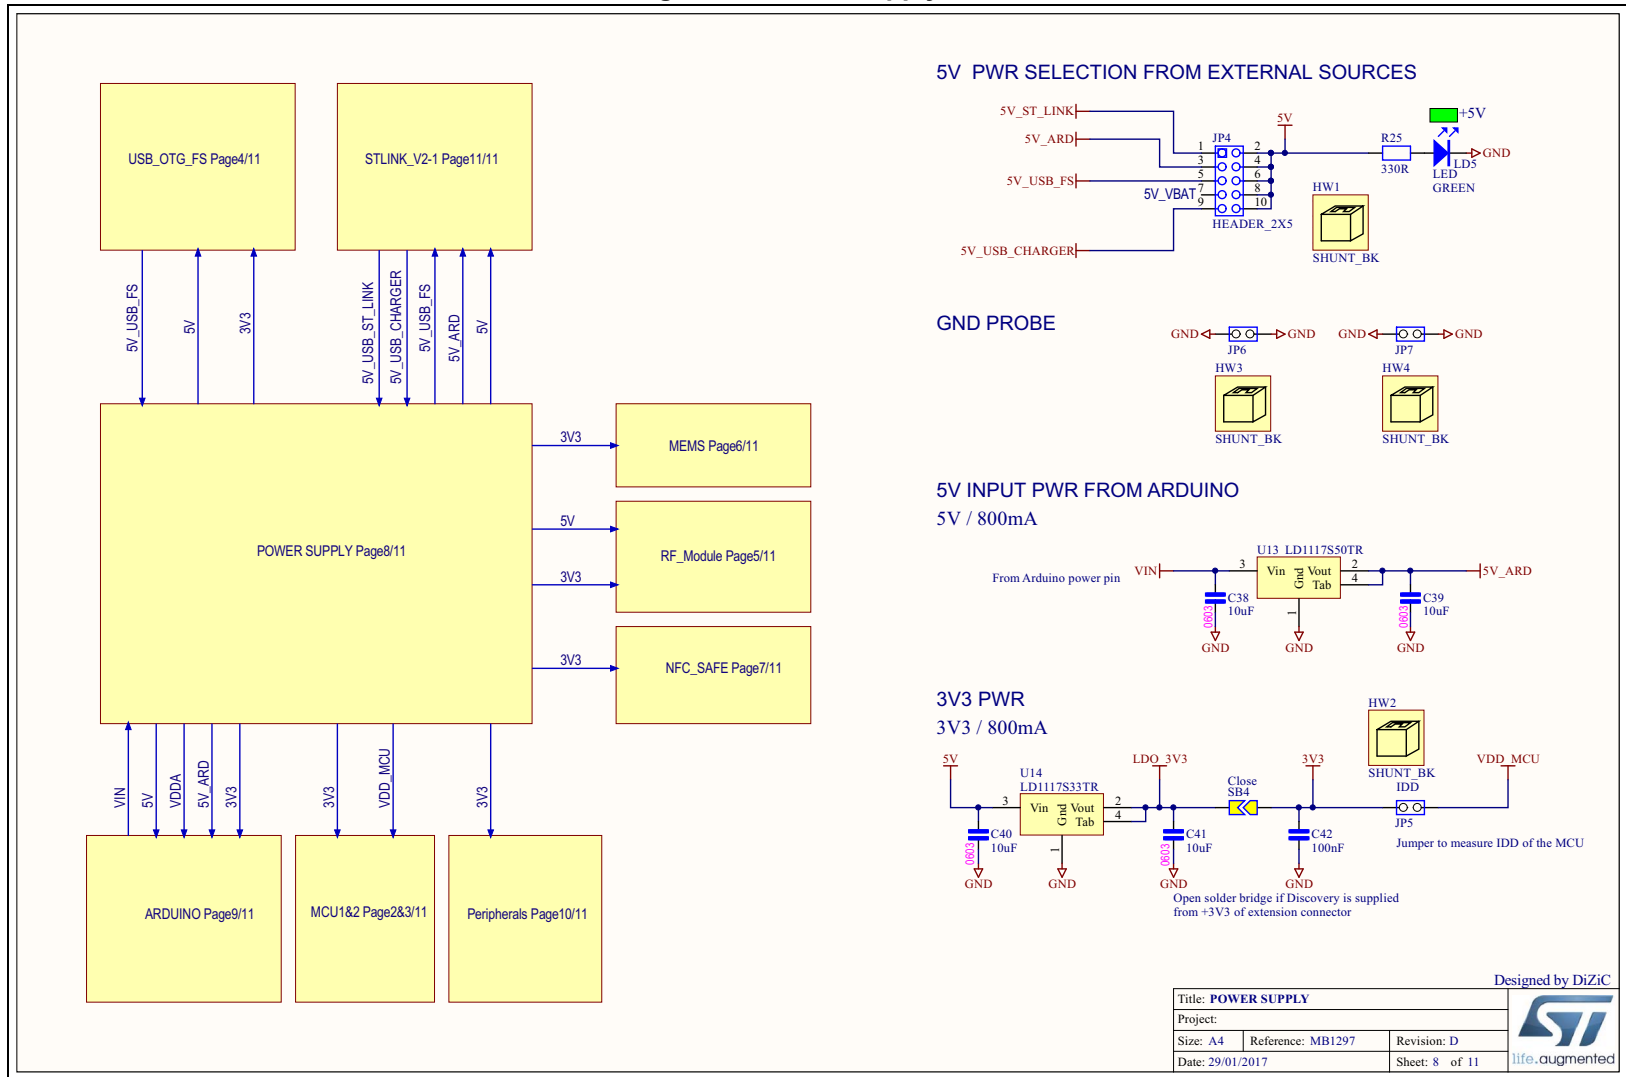 USB_OTG_FS Page4/11
STLINK_V2-1 Page11/11
5V_USB_FS
5V
3V3
5V_USB_ST_LINK
5V_USB_CHARGER
5V_USB_FS
5V_ARD
5V
POWER SUPPLY Page8/11
3V3
MEMS Page6/11
5V
3V3
RF_Module Page5/11
3V3
NFC_SAFE Page7/11
VIN
5V
VDDA
5V_ARD
3V3
3V3
VDD_MCU
3V3
ARDUINO Page9/11
MCU1&2 Page2&3/11
Peripherals Page10/11
5V PWR SELECTION FROM EXTERNAL SOURCES
5V_ST_LINK
5V_ARD
5V_USB_FS
5V_VBAT
5V_USB_CHARGER
JP4
1 2
3 4
5 6
7 8
9 10
HEADER_2X5
5V
R25
330R
+5V
LD5
LED
GREEN
GND
HW1
SHUNT_BK
GND PROBE
GND GND
JP6
HW3
SHUNT_BK
GND GND
JP7
HW4
SHUNT_BK
5V INPUT PWR FROM ARDUINO
5V / 800mA
From Arduino power pin
VIN
U13 LD1117S50TR
3 Vin Gnd Vout 2
Tab 4
1
5V_ARD
C38
10uF
0603
C39
10uF
0603
GND GND GND
3V3 PWR
3V3 / 800mA
5V
U14
LD1117S33TR
3 Vin Gnd Vout 2
Tab 4
1
LDO_3V3
Close
SB4
3V3
HW2
SHUNT_BK
IDD
JP5
VDD_MCU
C40
10uF
0603
C41
10uF
0603
C42
100nF
Jumper to measure IDD of the MCU
GND GND GND GND
Open solder bridge if Discovery is supplied
from +3V3 of extension connector
Designed by DiZiC
Title: POWER SUPPLY
Project:
Size: A4 Reference: MB1297 Revision: D
Date: 29/01/2017 Sheet: 8 of 11
ST
life.augmented